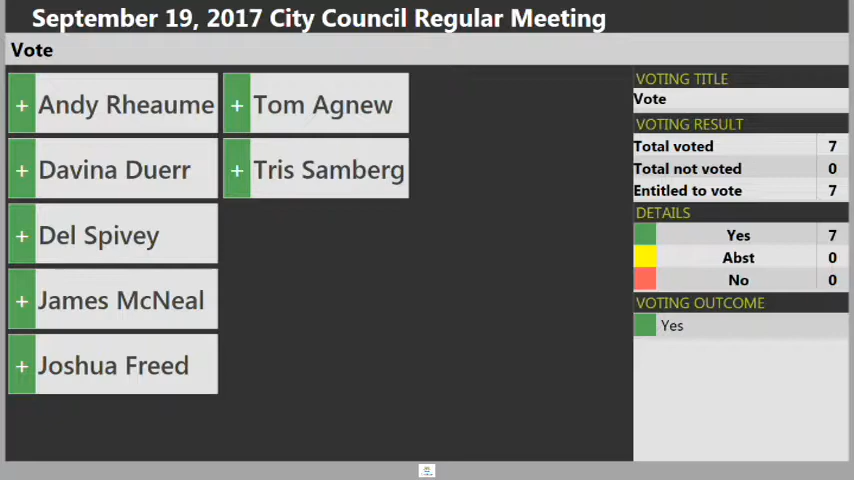 September 19, 2017 City Council Regular Meeting
Vote
+ Andy Rheaume
+ Davina Duerr
+ Del Spivey
+ James McNeal
+ Joshua Freed
+ Tom Agnew
+ Tris Samberg
VOTING TITLE
Vote
VOTING RESULT
Total voted 7
Total not voted 0
Entitled to vote 7
DETAILS
Yes 7
Abst 0
No 0
VOTING OUTCOME
Yes